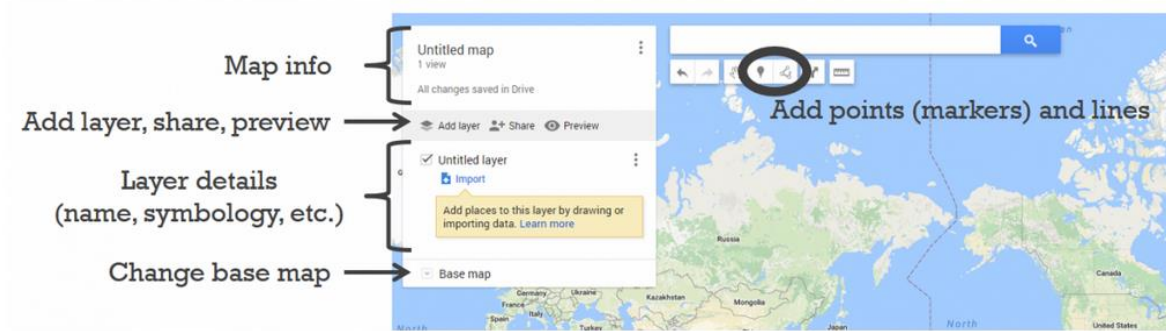 Map info
Add layer, share, preview
Layer details
(name, symbology, etc.)
Change base map
Untitled map
1 view
All changes saved in Drive
Add layer Share Preview
Untitled layer
Import
Add places to this layer by drawing or
importing data. Learn more
Base map
Add points (markers) and lines
Russia
Canada
Germany
Ukraine
France
Kazakhstan
Mongolia
Spain
Italy
Turkey
Japan
North
North
United States